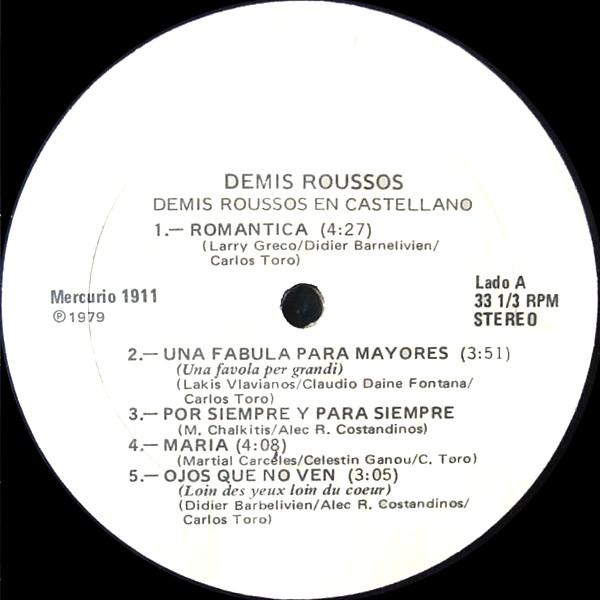 DEMIS ROUSSOS
DEMIS ROUSSOS EN CASTELLANO
1.— ROMANTICA (4:27)
(Larry Greco/Didier Barnelivien/
Carlos Toro)
Mercurio 1911
℗1979
Lado A
33 1/3 RPM
STEREO
2.— UNA FABULA PARA MAYORES (3:51)
(Una favola per grandi)
(Lakis Vlavianos/Claudio Daine Fontana/
Carlos Toro)
3.— POR SIEMPRE Y PARA SIEMPRE
(M. Chalkitis/Alec R. Costandinos)
4.— MARIA (4:08)
(Martial Carceles/Celestin Ganou/C. Toro)
5.— OJOS QUE NO VEN (3:05)
(Loin des yeux loin du coeur)
(Didier Barbelivien/Alec R. Costandinos/
Carlos Toro)